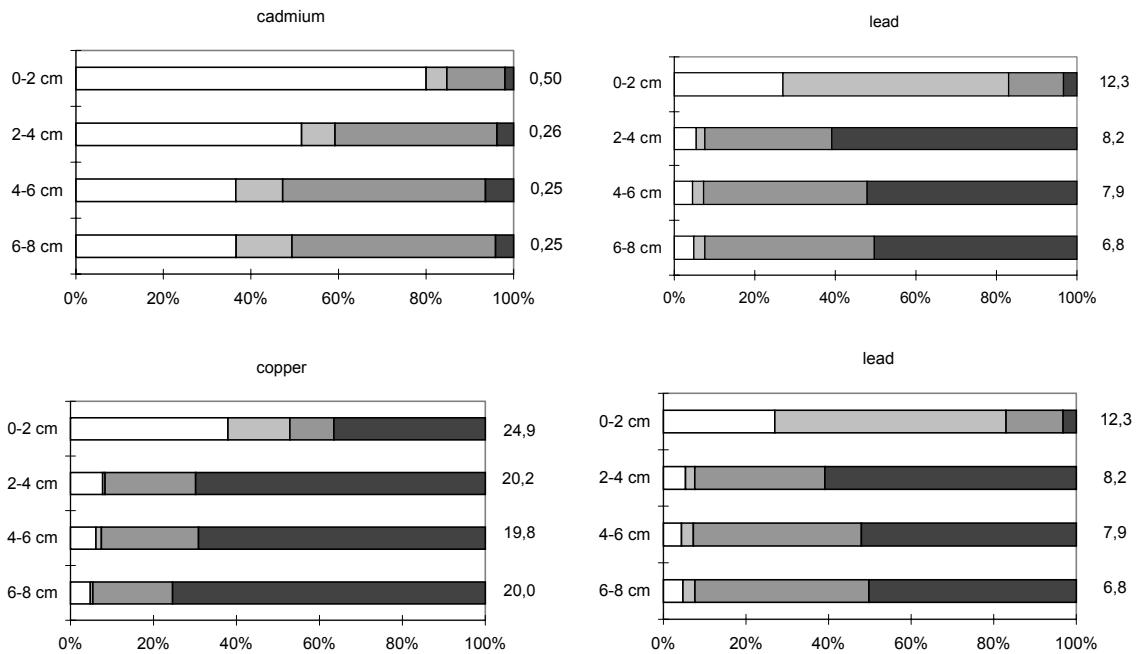 cadmium
0-2 cm 0,50
2-4 cm 0,26
4-6 cm 0,25
6-8 cm 0,25
0% 20% 40% 60% 80% 100%
lead
0-2 cm 12,3
2-4 cm 8,2
4-6 cm 7,9
6-8 cm 6,8
0% 20% 40% 60% 80% 100%
copper
0-2 cm 24,9
2-4 cm 20,2
4-6 cm 19,8
6-8 cm 20,0
0% 20% 40% 60% 80% 100%
lead
0-2 cm 12,3
2-4 cm 8,2
4-6 cm 7,9
6-8 cm 6,8
0% 20% 40% 60% 80% 100%